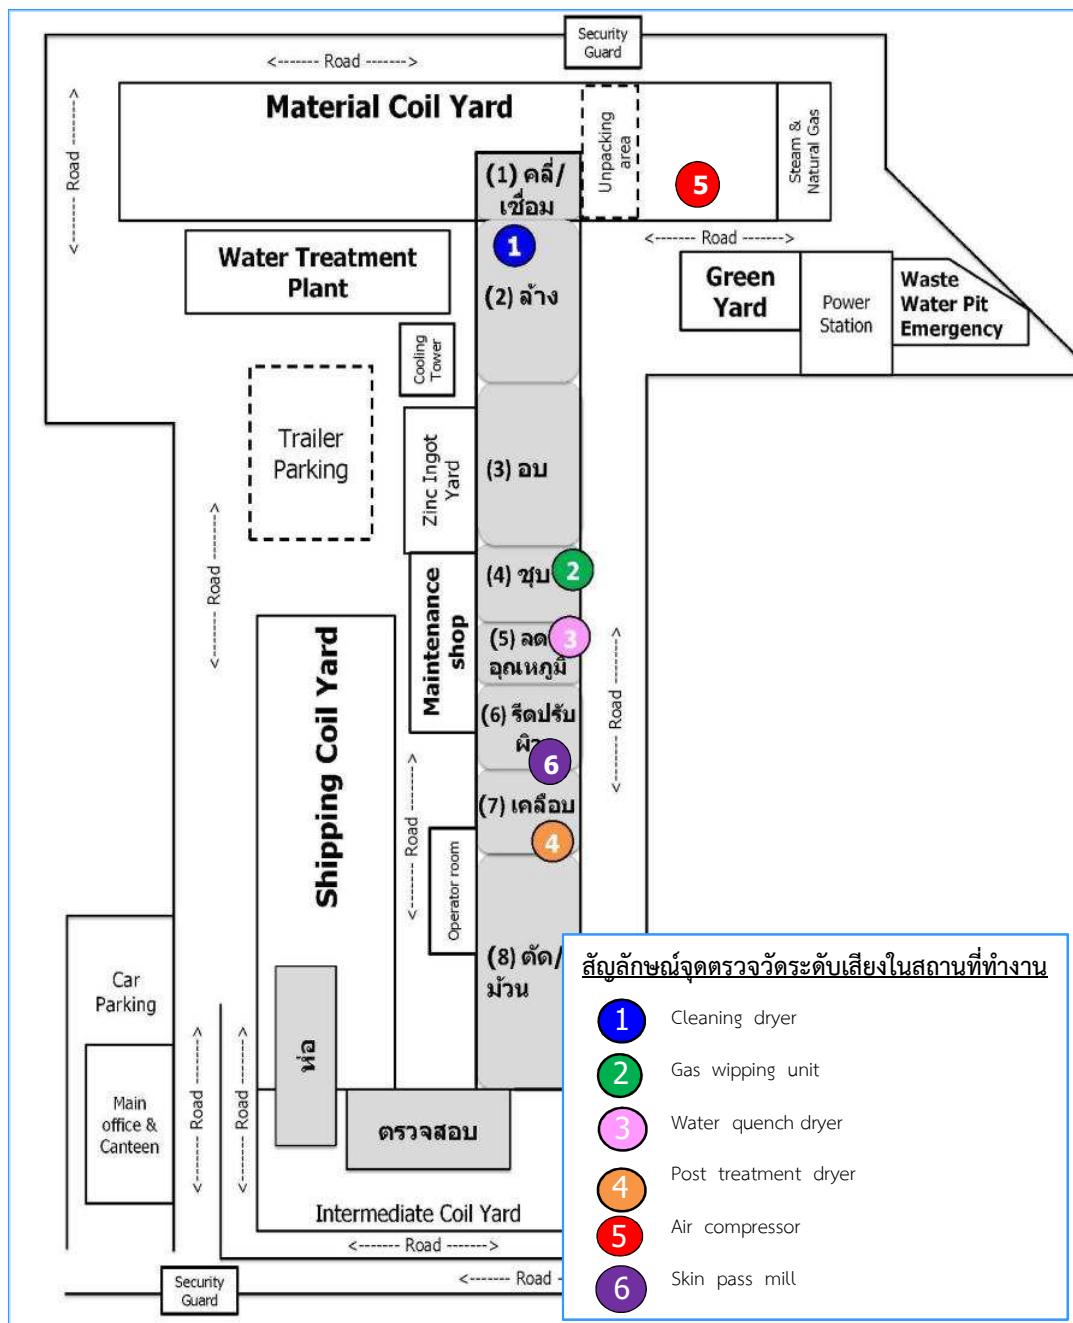 Security
Guard
<------- Road ------->
Material Coil Yard
Unpacking
area
Steam &
Natural Gas
<------- Road ------->
(1) คลี่/
เชื่อม
5
<------- Road ------->
1
Water Treatment
Plant
(2) ล้าง
Green
Yard
Power
Station
Waste
Water Pit
Emergency
Cooling
Tower
Trailer
Parking
Zinc Ingot
Yard
(3) อบ
<------- Road ------->
(4) ชุบ
2
Maintenance
shop
(5) ลด
3
อุณหภูมิ
Shipping Coil Yard
<------- Road ------->
(6) รีดปรับ
6
<------- Road ------->
(7) เคลือบ
4
Operator room
(8) ตัด/
ม้วน
Car
Parking
Main
office &
Canteen
<------- Road ------->
<------- Road ------->
ห่อ
ตรวจสอบ
Intermediate Coil Yard
<------- Road ------->
<------- Road
Security
Guard
สัญลักษณ์จุดตรวจวัดระดับเสียงในสถานที่ทำงาน
1 Cleaning dryer
2 Gas wipping unit
3 Water quench dryer
4 Post treatment dryer
5 Air compressor
6 Skin pass mill